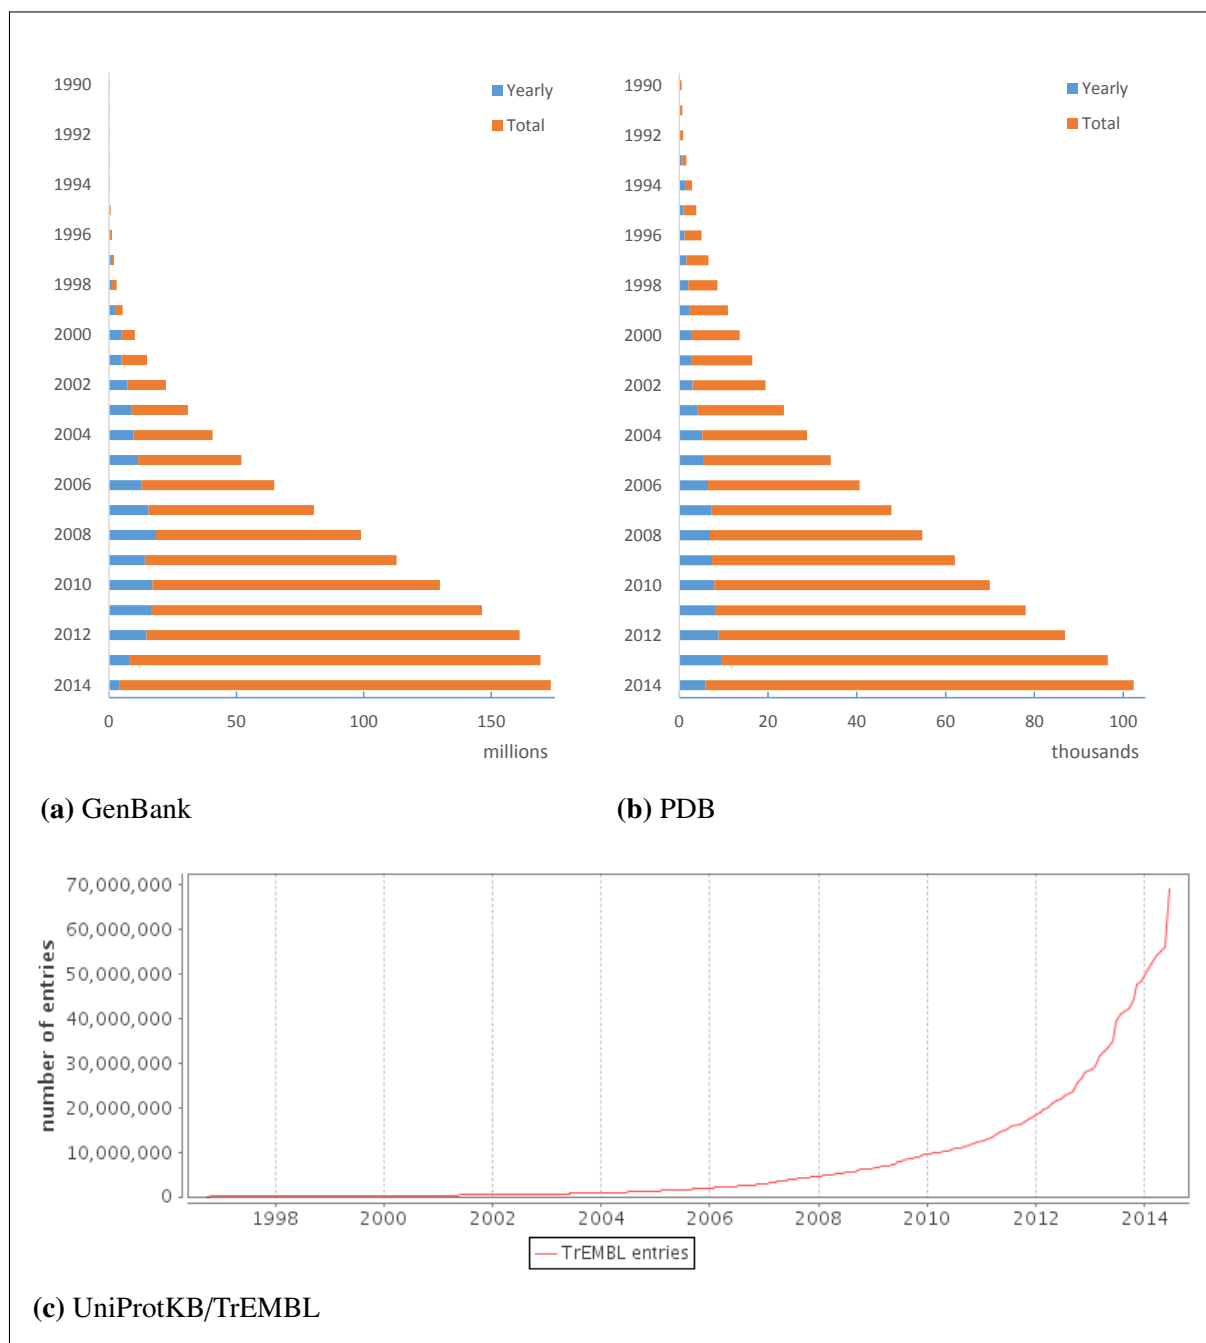 1990
1992
1994
1996
1998
2000
2002
2004
2006
2008
2010
2012
2014
0 50 100 150
millions
Yearly
Total
(a) GenBank
1990
1992
1994
1996
1998
2000
2002
2004
2006
2008
2010
2012
2014
0 20 40 60 80 100
thousands
Yearly
Total
(b) PDB
number of entries
70,000,000
60,000,000
50,000,000
40,000,000
30,000,000
20,000,000
10,000,000
0
1998 2000 2002 2004 2006 2008 2010 2012 2014
TrEMBL entries
(c) UniProtKB/TrEMBL